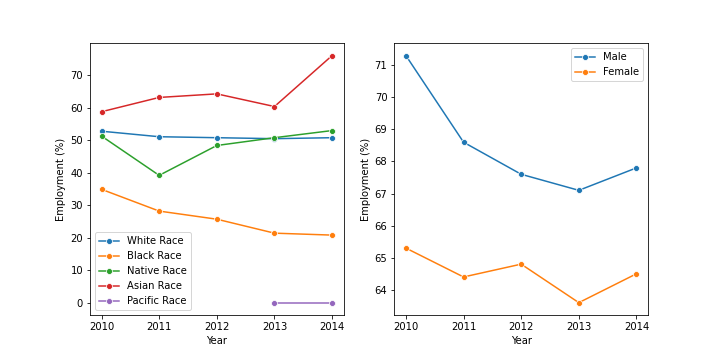 70
60
50
40
30
20
10
0
Employment (%)
White Race
Black Race
Native Race
Asian Race
Pacific Race
2010 2011 2012 2013 2014
Year
71
70
69
68
67
66
65
64
Employment (%)
Male
Female
2010 2011 2012 2013 2014
Year